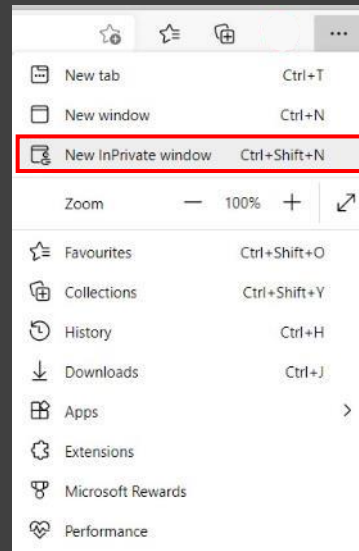 New tab Ctrl+T
New window Ctrl+N
New InPrivate window Ctrl+Shift+N
Zoom — 100% +
Favourites Ctrl+Shift+O
Collections Ctrl+Shift+Y
History Ctrl+H
Downloads Ctrl+J
Apps
Extensions
Microsoft Rewards
Performance